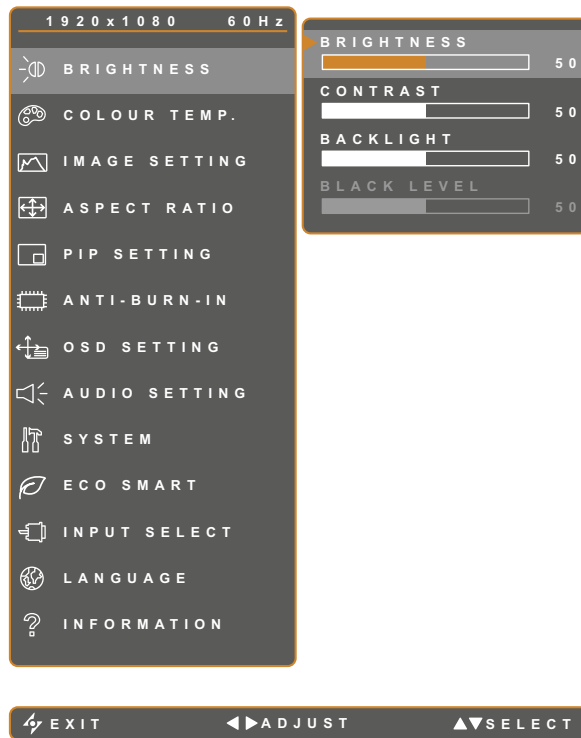 1920x1080 60Hz
BRIGHTNESS
COLOUR TEMP.
IMAGE SETTING
ASPECT RATIO
PIP SETTING
ANTI-BURN-IN
OSD SETTING
AUDIO SETTING
SYSTEM
ECO SMART
INPUT SELECT
LANGUAGE
INFORMATION
BRIGHTNESS
50
CONTRAST
50
BACKLIGHT
50
BLACK LEVEL
50
EXIT ADJUST SELECT